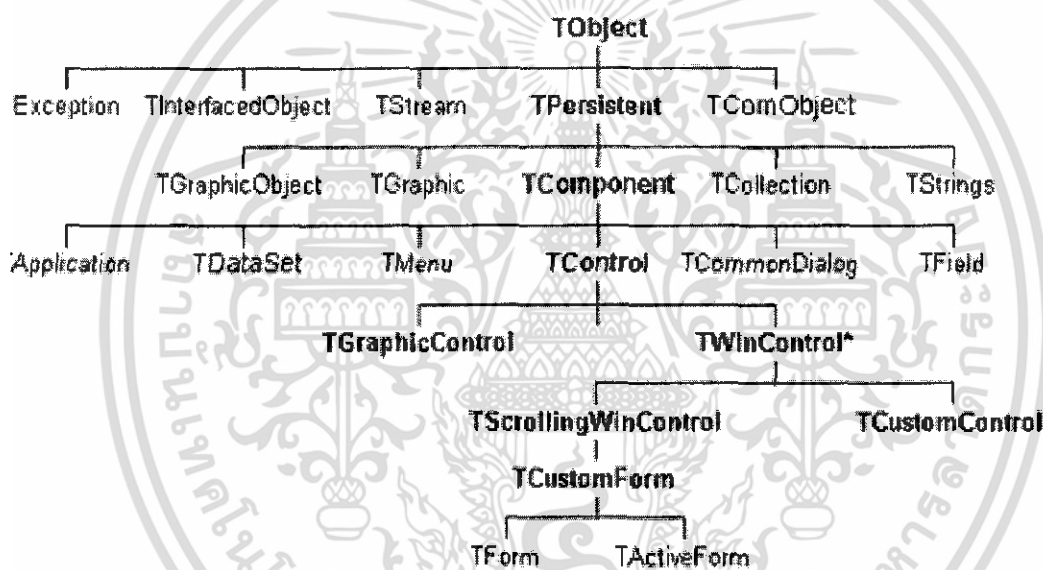 TObject
Exception TInterfacedObject TStream TPersistent TComObject
TGraphicObject TGraphic TComponent TCollection TStrings
TApplication TDataSet TMenu TControl TCommonDialog TField
TGraphicControl TWinControl*
TScrollingWinControl TCustomControl
TCustomForm
TForm TActiveForm